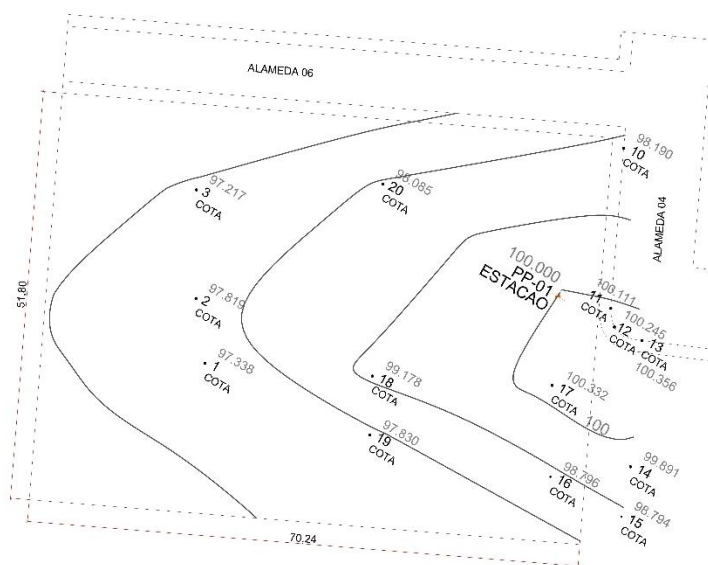 ALAMEDA 06
98.190
10
COTA
97.217
3
COTA
98.085
20
COTA
ALAMEDA 04
100.000
PP-01
ESTACAO
51.80
97.819
2
COTA
100.111
11
COTA
100.245
12
COTA
13
COTA
100.356
97.338
1
COTA
99.178
18
COTA
100.332
17
COTA
100
97.830
19
COTA
99.891
14
COTA
98.796
16
COTA
98.794
15
COTA
70.24